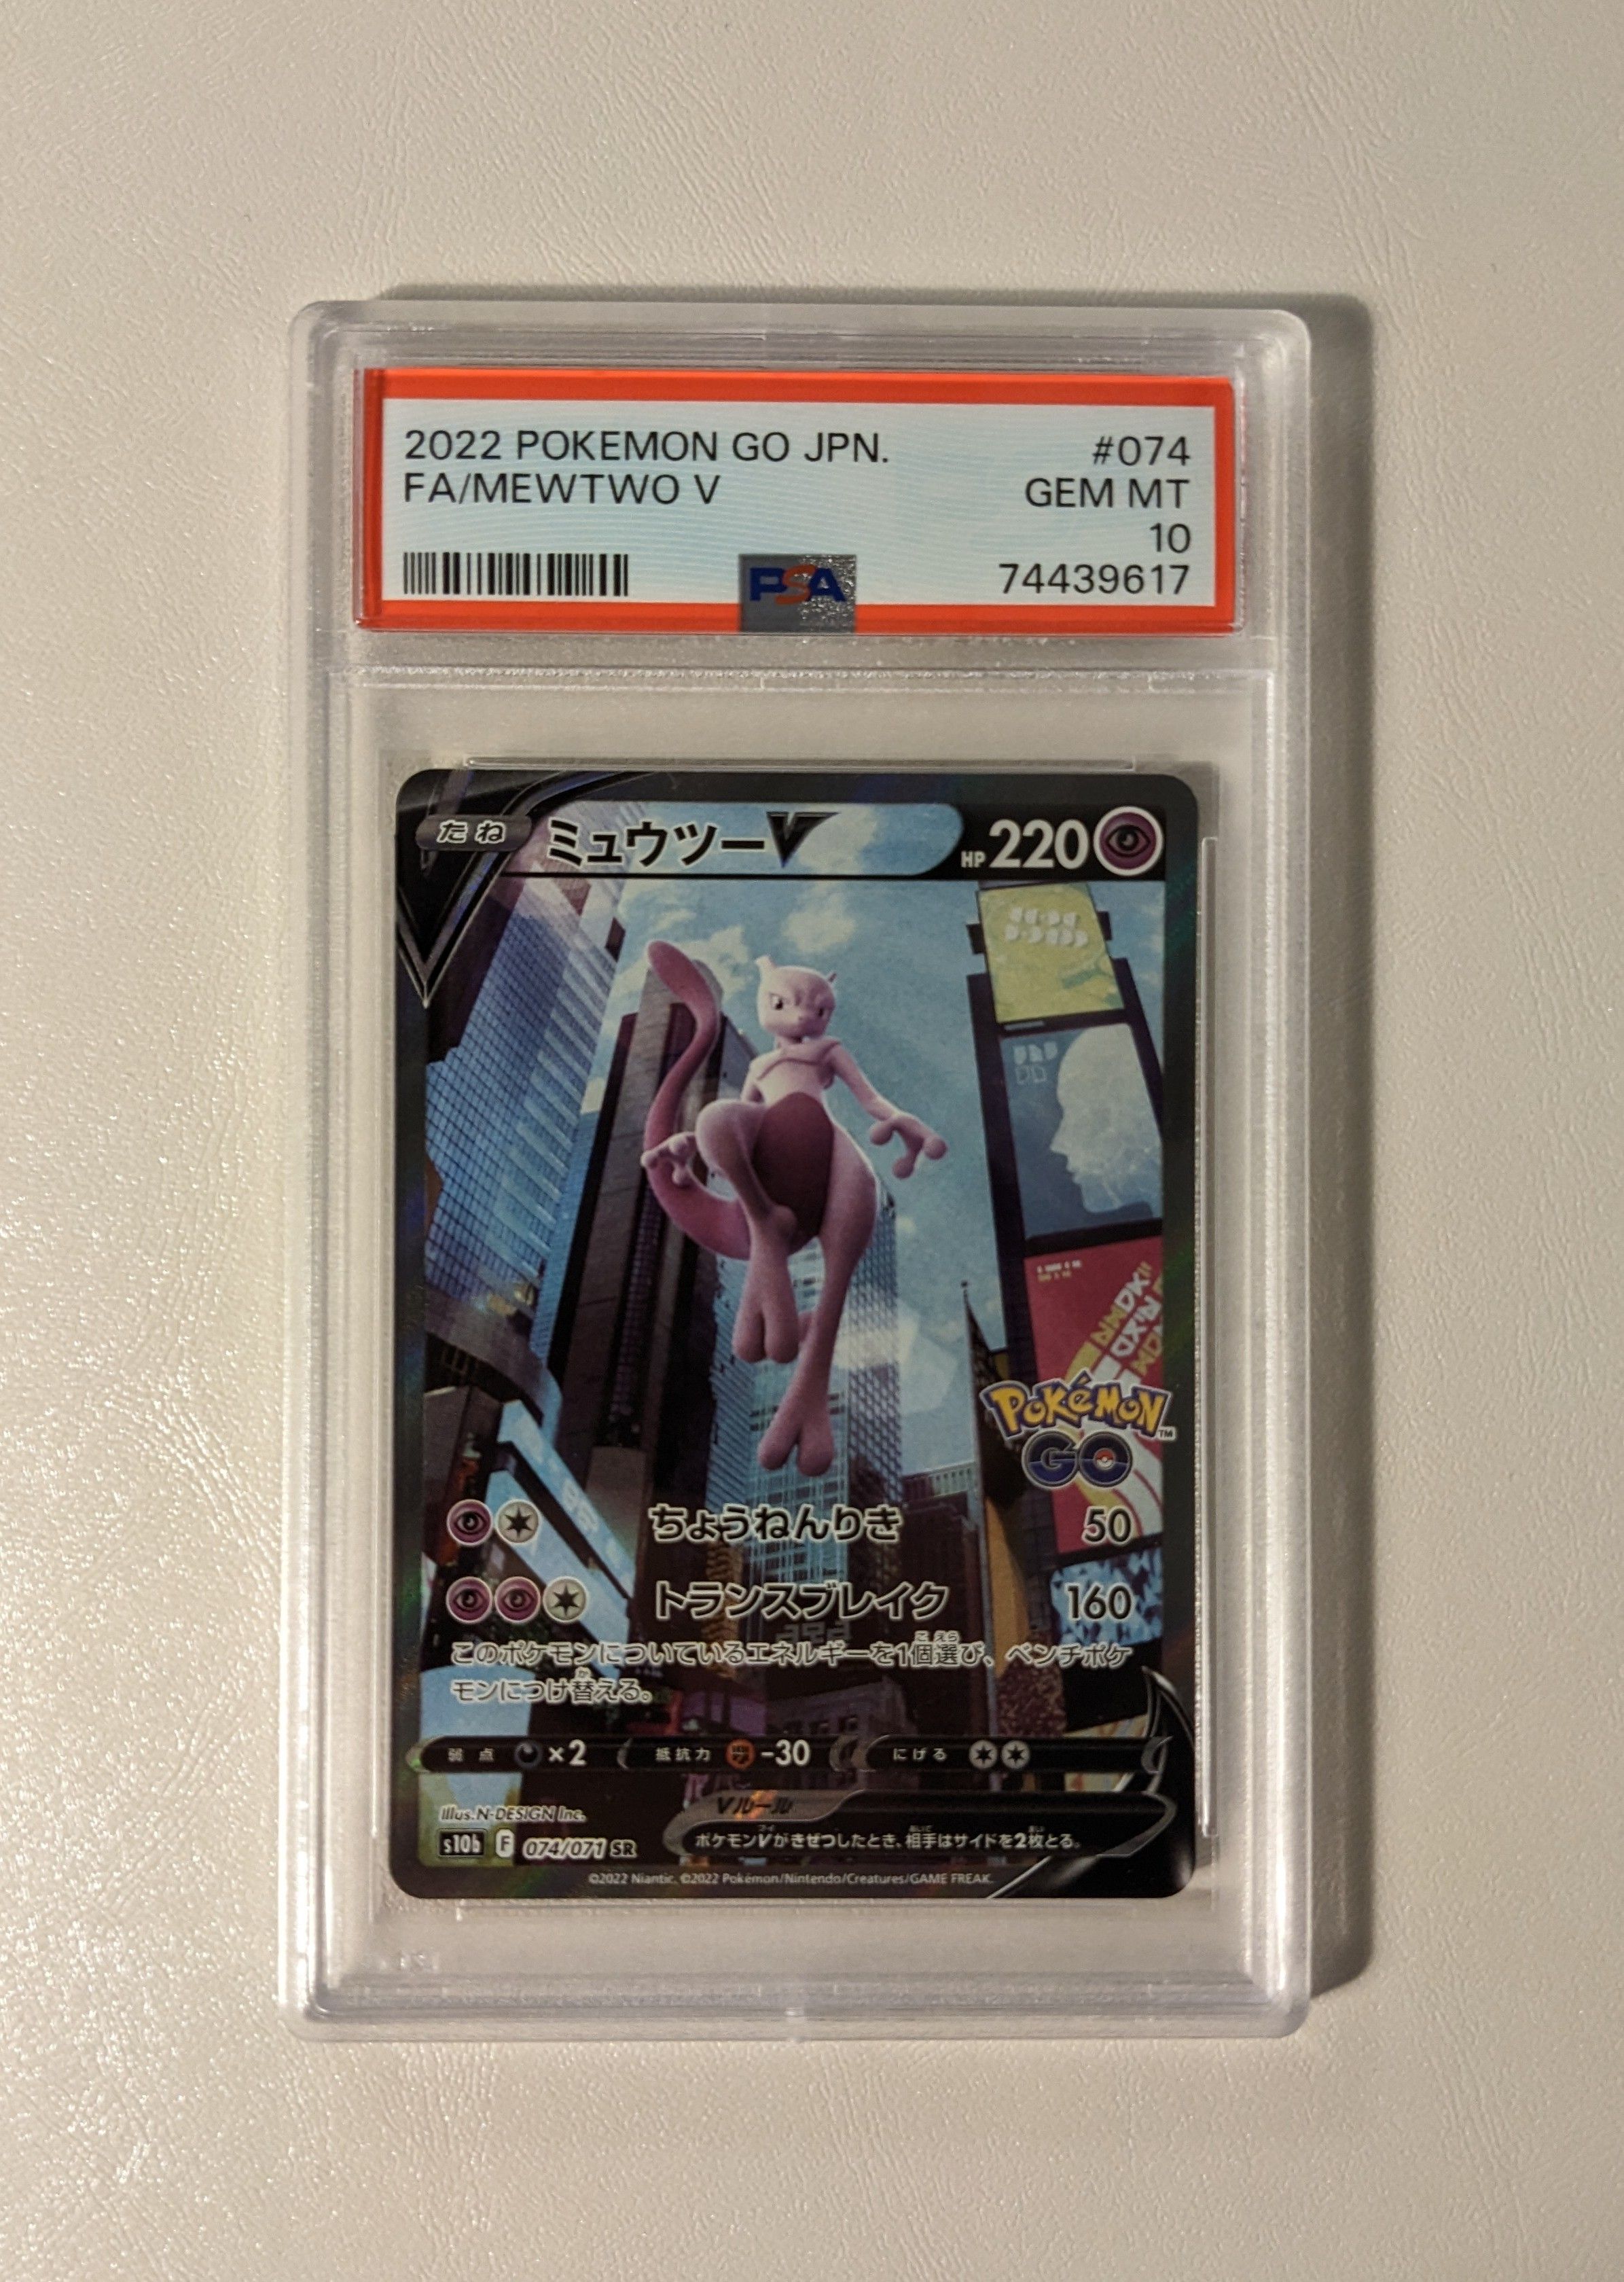 2022 POKEMON GO JPN. #074
FA/MEWTWO V GEM MT
10
PSA 74439617
たね ミュウツーV HP 220
POKéMON TM
GO
ちょうねんりき 50
トランスブレイク 160
このポケモンについているエネルギーを1個選び、ベンチポケ
モンにつけ替える。
弱点 ×2 抵抗力 -30 にげる
Vルール
Illus. N-DESIGN Inc.
ポケモンVがきぜつしたとき、相手はサイドを2枚とる。
s10b F 074/071 SR
©2022 Niantic, ©2022 Pokémon/Nintendo/Creatures/GAME FREAK.